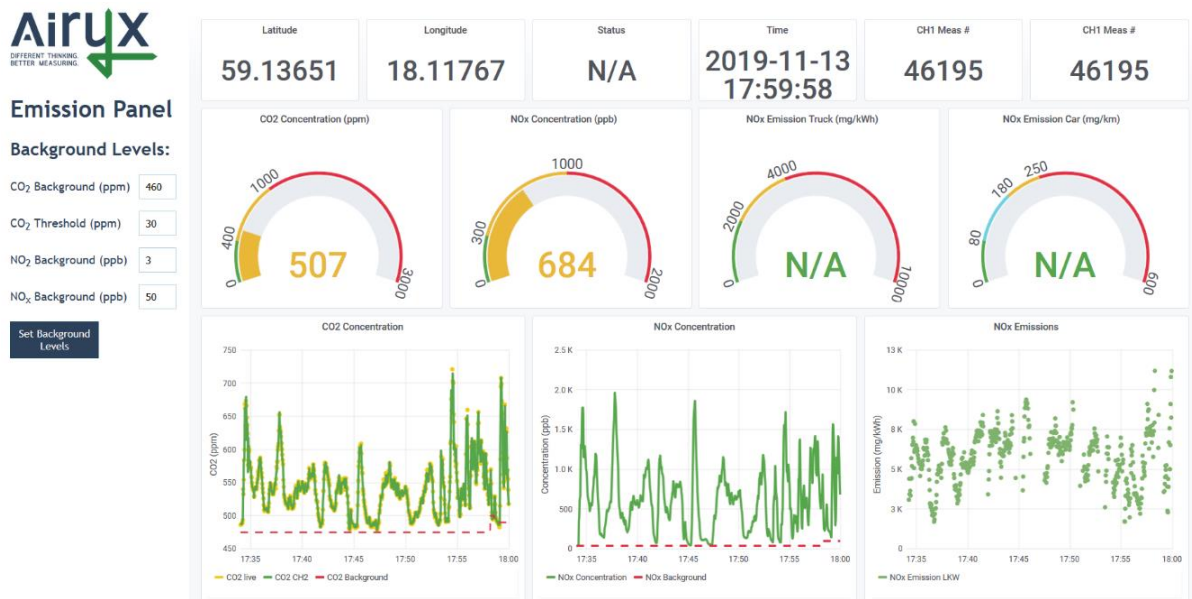 Airyx
DIFFERENT THINKING.
BETTER MEASURING.
Emission Panel
Background Levels:
CO2 Background (ppm) 460
CO2 Threshold (ppm) 30
NO2 Background (ppb) 3
NOx Background (ppb) 50
Set Background
Levels
Latitude
59.13651
Longitude
18.11767
Status
N/A
Time
2019-11-13
17:59:58
CH1 Meas #
46195
CH1 Meas #
46195
CO2 Concentration (ppm)
0 400 1000 3000
507
NOx Concentration (ppb)
0 300 1000 2000
684
NOx Emission Truck (mg/kWh)
0 2000 4000 10000
N/A
NOx Emission Car (mg/km)
0 80 180 250 600
N/A
CO2 Concentration
CO2 (ppm)
750
700
650
600
550
500
450
17:35 17:40 17:45 17:50 17:55 18:00
CO2 live CO2 CH2 CO2 Background
NOx Concentration
Concentration (ppb)
2.5 K
2.0 K
1.5 K
1.0 K
500
0
17:35 17:40 17:45 17:50 17:55 18:00
NOx Concentration NOx Background
NOx Emissions
Emission (mg/kWh)
13 K
10 K
8 K
5 K
3 K
0
17:35 17:40 17:45 17:50 17:55 18:00
NOx Emission LKW